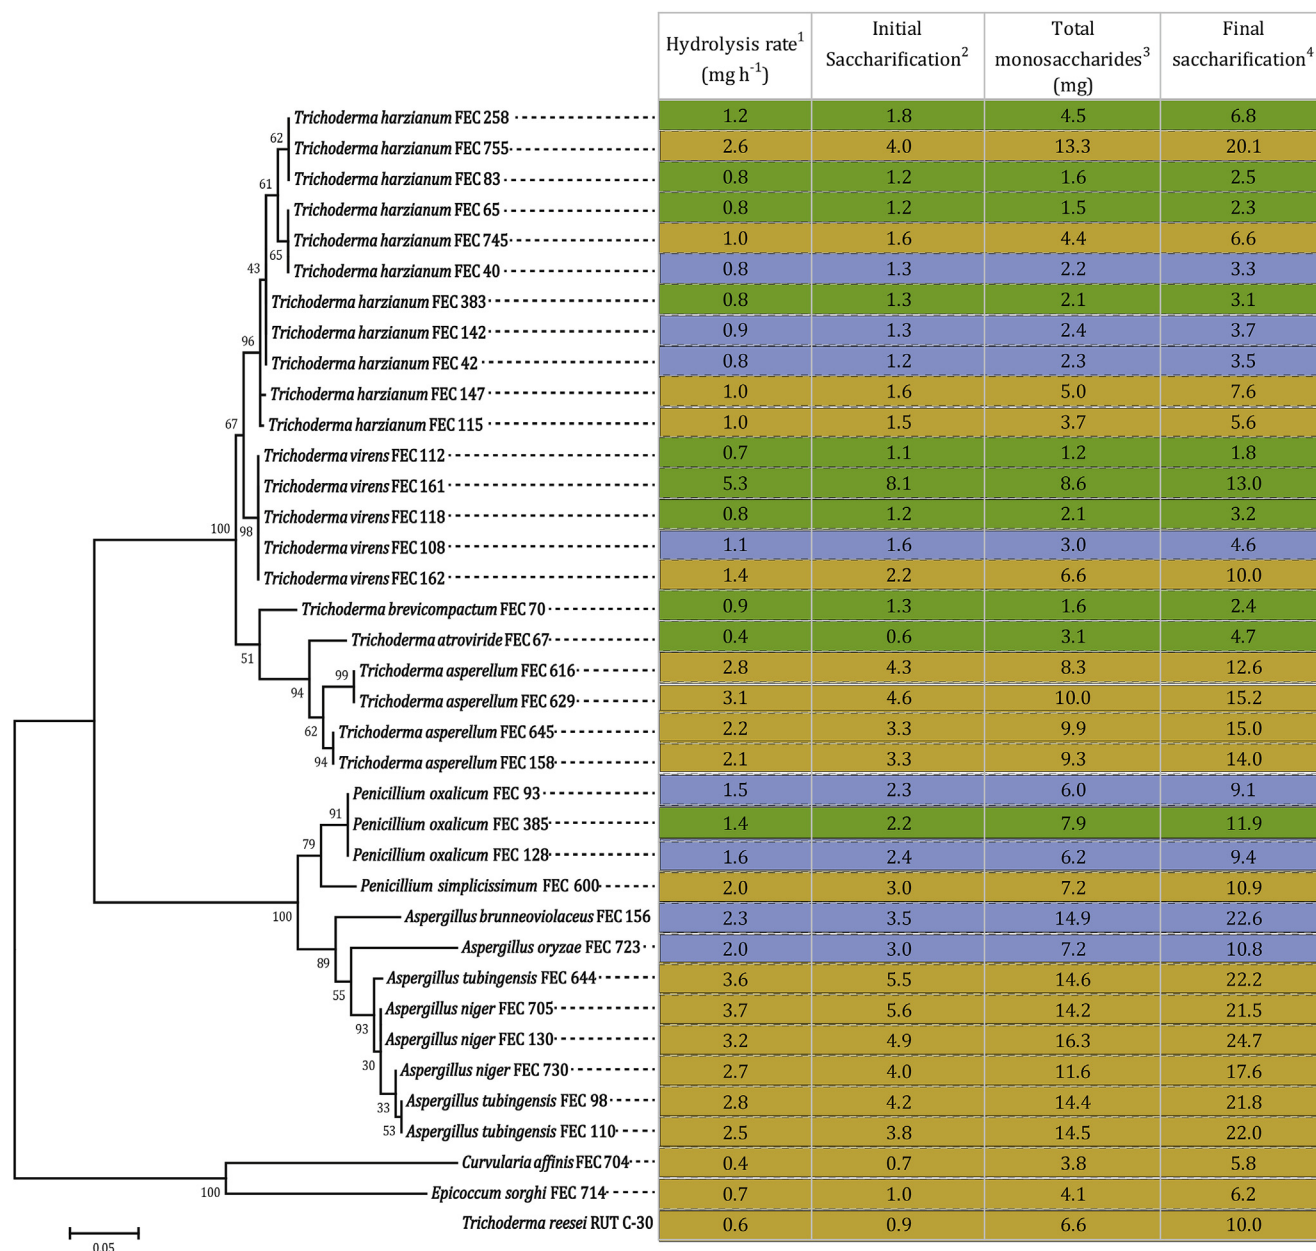 Hydrolysis rate¹ (mg h⁻¹) Initial Saccharification² Total monosaccharides³ (mg) Final saccharification⁴
Trichoderma harzianum FEC 258 1.2 1.8 4.5 6.8
62
Trichoderma harzianum FEC 755 2.6 4.0 13.3 20.1
Trichoderma harzianum FEC 83 0.8 1.2 1.6 2.5
61
Trichoderma harzianum FEC 65 0.8 1.2 1.5 2.3
Trichoderma harzianum FEC 745 1.0 1.6 4.4 6.6
65
43
Trichoderma harzianum FEC 40 0.8 1.3 2.2 3.3
Trichoderma harzianum FEC 383 0.8 1.3 2.1 3.1
Trichoderma harzianum FEC 142 0.9 1.3 2.4 3.7
96
Trichoderma harzianum FEC 42 0.8 1.2 2.3 3.5
Trichoderma harzianum FEC 147 1.0 1.6 5.0 7.6
67
Trichoderma harzianum FEC 115 1.0 1.5 3.7 5.6
Trichoderma virens FEC 112 0.7 1.1 1.2 1.8
Trichoderma virens FEC 161 5.3 8.1 8.6 13.0
Trichoderma virens FEC 118 0.8 1.2 2.1 3.2
100
98
Trichoderma virens FEC 108 1.1 1.6 3.0 4.6
Trichoderma virens FEC 162 1.4 2.2 6.6 10.0
Trichoderma brevicompactum FEC 70 0.9 1.3 1.6 2.4
Trichoderma atroviride FEC 67 0.4 0.6 3.1 4.7
51
Trichoderma asperellum FEC 616 2.8 4.3 8.3 12.6
99
94
Trichoderma asperellum FEC 629 3.1 4.6 10.0 15.2
Trichoderma asperellum FEC 645 2.2 3.3 9.9 15.0
62
Trichoderma asperellum FEC 158 2.1 3.3 9.3 14.0
94
Penicillium oxalicum FEC 93 1.5 2.3 6.0 9.1
91
Penicillium oxalicum FEC 385 1.4 2.2 7.9 11.9
79
Penicillium oxalicum FEC 128 1.6 2.4 6.2 9.4
Penicillium simplicissimum FEC 600 2.0 3.0 7.2 10.9
100
Aspergillus brunneoviolaceus FEC 156 2.3 3.5 14.9 22.6
Aspergillus oryzae FEC 723 2.0 3.0 7.2 10.8
89
Aspergillus tubingensis FEC 644 3.6 5.5 14.6 22.2
55
Aspergillus niger FEC 705 3.7 5.6 14.2 21.5
93
Aspergillus niger FEC 130 3.2 4.9 16.3 24.7
30
Aspergillus niger FEC 730 2.7 4.0 11.6 17.6
Aspergillus tubingensis FEC 98 2.8 4.2 14.4 21.8
33
Aspergillus tubingensis FEC 110 2.5 3.8 14.5 22.0
53
Curvularia affinis FEC 704 0.4 0.7 3.8 5.8
Epicoccum sorghi FEC 714 0.7 1.0 4.1 6.2
100
Trichoderma reesei RUT C-30 0.6 0.9 6.6 10.0
0.05